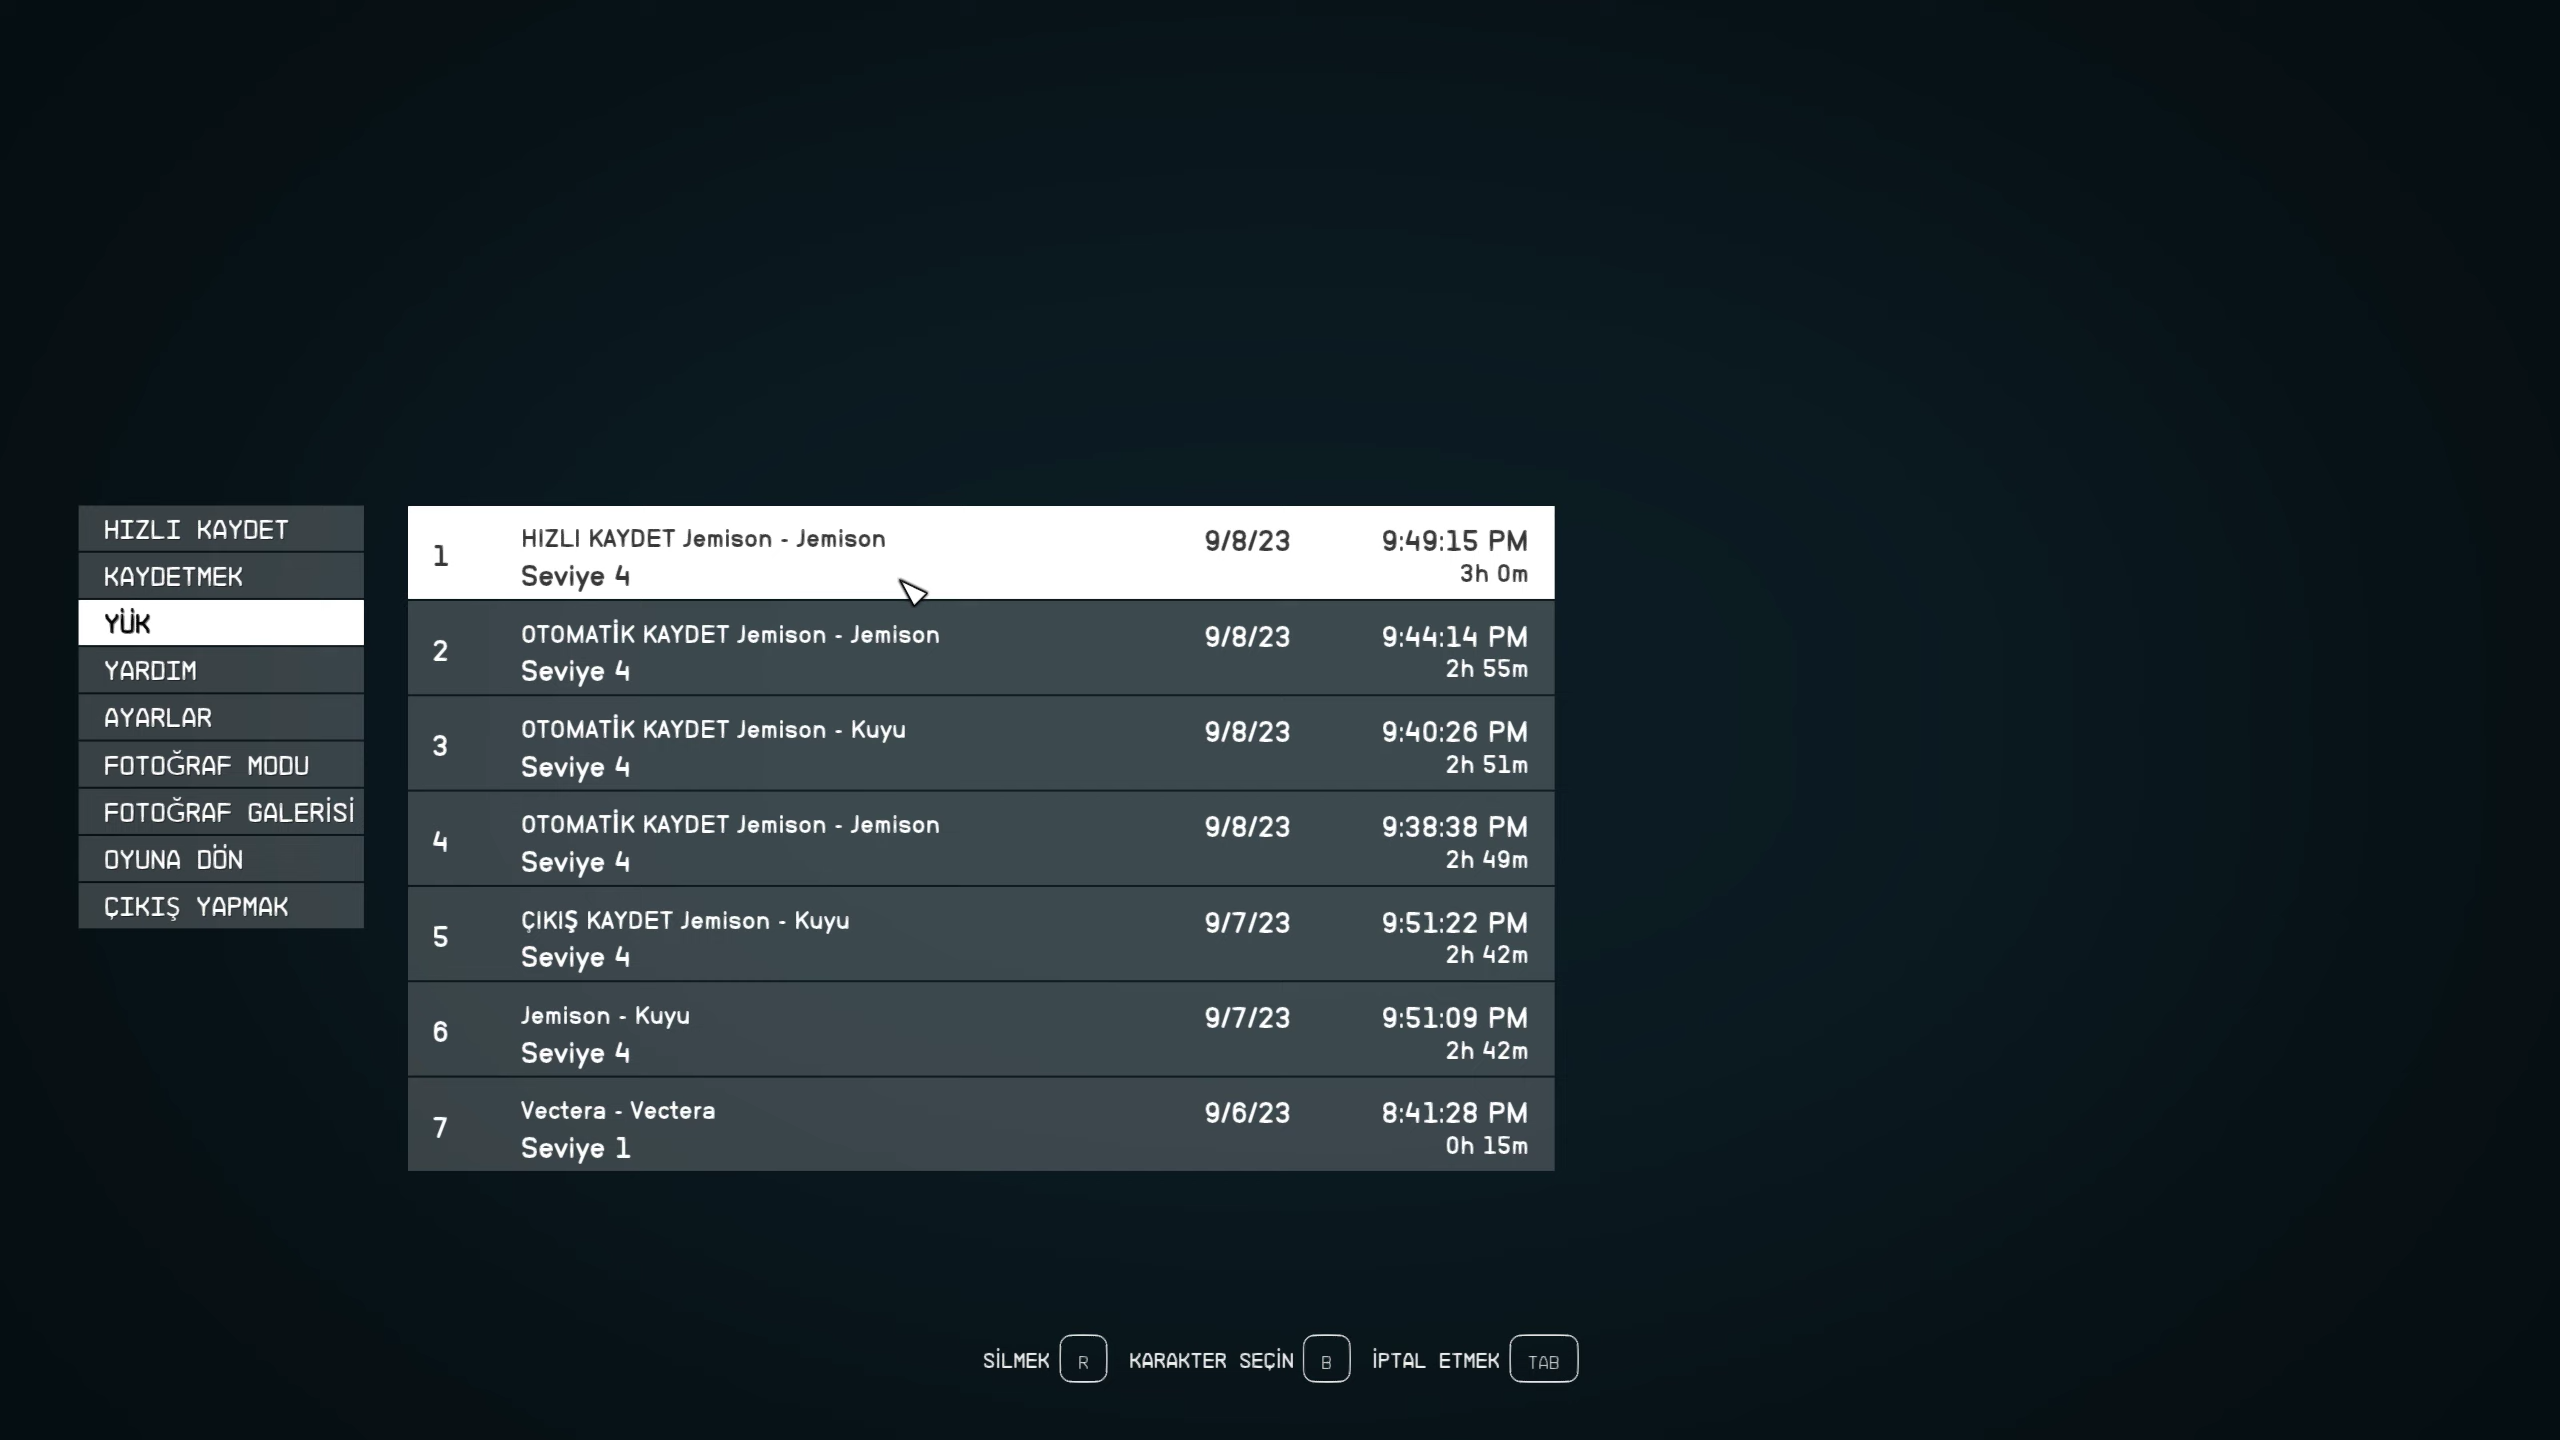 HIZLI KAYDET
KAYDETMEK
YÜK
YARDIM
AYARLAR
FOTOĞRAF MODU
FOTOĞRAF GALERİSİ
OYUNA DÖN
ÇIKIŞ YAPMAK
1 HIZLI KAYDET Jemison - Jemison 9/8/23 9:49:15 PM
Seviye 4 3h 0m
2 OTOMATİK KAYDET Jemison - Jemison 9/8/23 9:44:14 PM
Seviye 4 2h 55m
3 OTOMATİK KAYDET Jemison - Kuyu 9/8/23 9:40:26 PM
Seviye 4 2h 51m
4 OTOMATİK KAYDET Jemison - Jemison 9/8/23 9:38:38 PM
Seviye 4 2h 49m
5 ÇIKIŞ KAYDET Jemison - Kuyu 9/7/23 9:51:22 PM
Seviye 4 2h 42m
6 Jemison - Kuyu 9/7/23 9:51:09 PM
Seviye 4 2h 42m
7 Vectera - Vectera 9/6/23 8:41:28 PM
Seviye 1 0h 15m
SİLMEK R KARAKTER SEÇİN B İPTAL ETMEK TAB